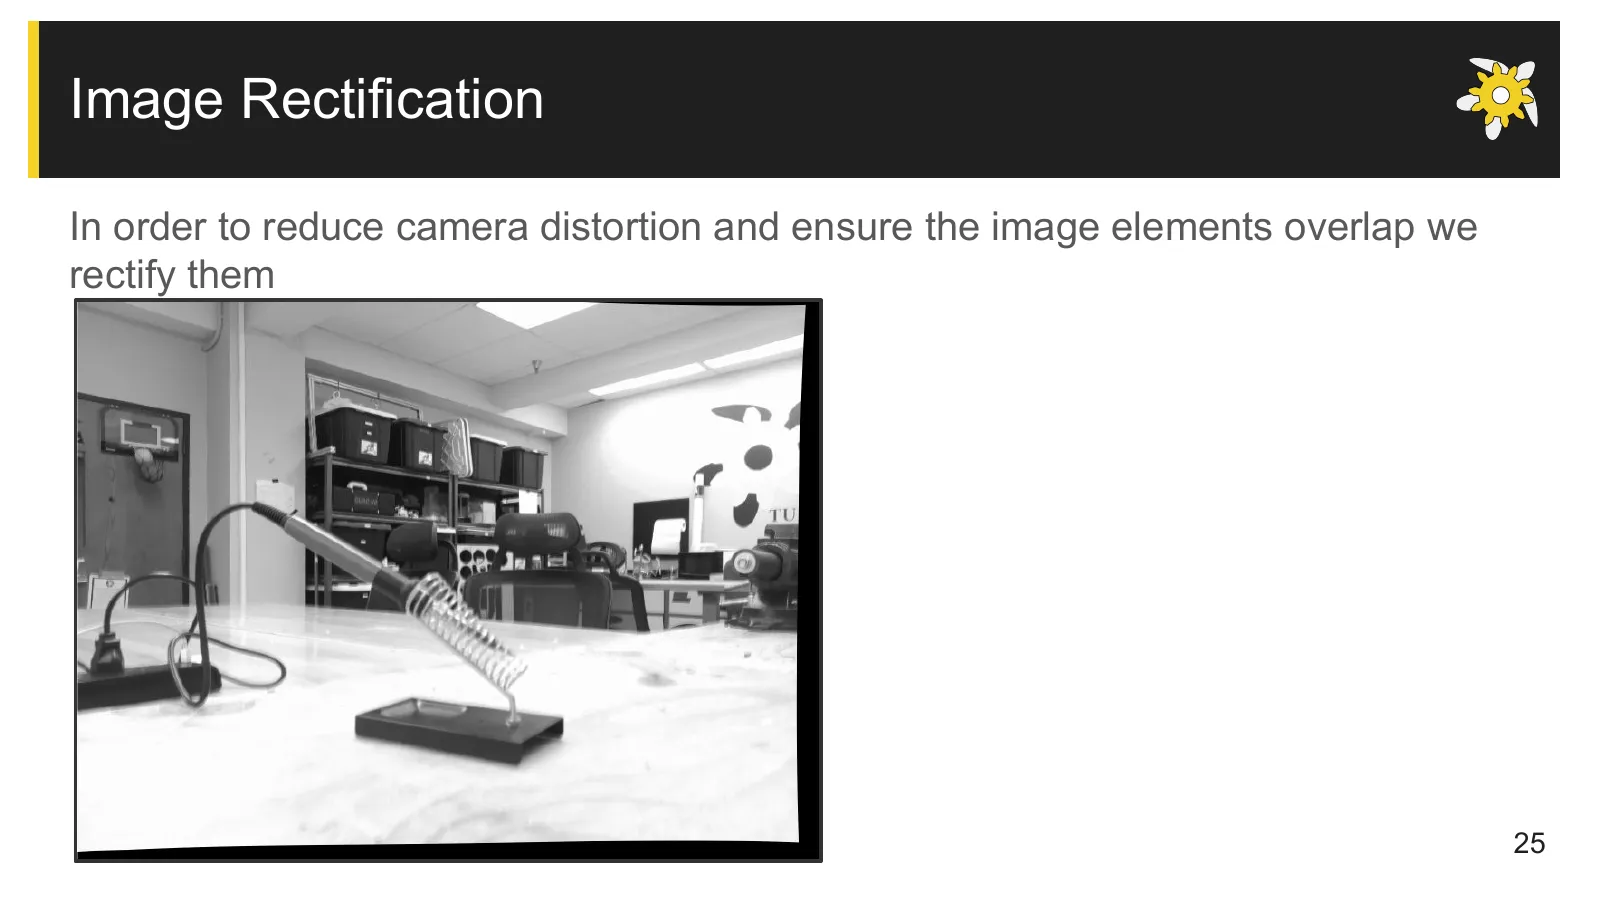 Image Rectification
In order to reduce camera distortion and ensure the image elements overlap we
rectify them
TU
25